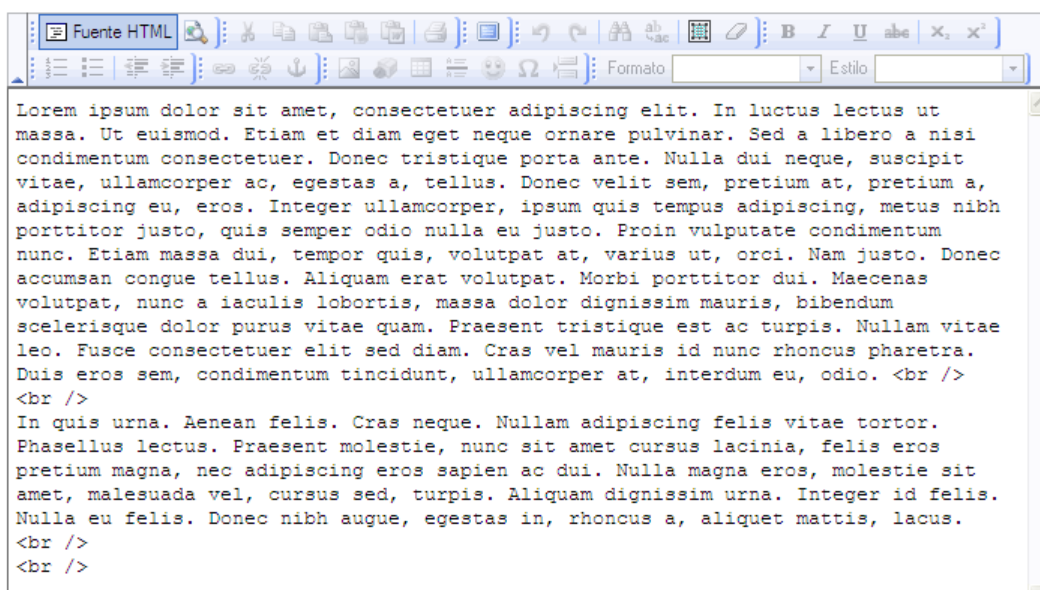 Fuente HTML B I U abc X₂ X²
Formato Estilo
Lorem ipsum dolor sit amet, consectetuer adipiscing elit. In luctus lectus ut
massa. Ut euismod. Etiam et diam eget neque ornare pulvinar. Sed a libero a nisi
condimentum consectetuer. Donec tristique porta ante. Nulla dui neque, suscipit
vitae, ullamcorper ac, egestas a, tellus. Donec velit sem, pretium at, pretium a,
adipiscing eu, eros. Integer ullamcorper, ipsum quis tempus adipiscing, metus nibh
porttitor justo, quis semper odio nulla eu justo. Proin vulputate condimentum
nunc. Etiam massa dui, tempor quis, volutpat at, varius ut, orci. Nam justo. Donec
accumsan congue tellus. Aliquam erat volutpat. Morbi porttitor dui. Maecenas
volutpat, nunc a iaculis lobortis, massa dolor dignissim mauris, bibendum
scelerisque dolor purus vitae quam. Praesent tristique est ac turpis. Nullam vitae
leo. Fusce consectetuer elit sed diam. Cras vel mauris id nunc rhoncus pharetra.
Duis eros sem, condimentum tincidunt, ullamcorper at, interdum eu, odio. <br />
<br />
In quis urna. Aenean felis. Cras neque. Nullam adipiscing felis vitae tortor.
Phasellus lectus. Praesent molestie, nunc sit amet cursus lacinia, felis eros
pretium magna, nec adipiscing eros sapien ac dui. Nulla magna eros, molestie sit
amet, malesuada vel, cursus sed, turpis. Aliquam dignissim urna. Integer id felis.
Nulla eu felis. Donec nibh augue, egestas in, rhoncus a, aliquet mattis, lacus.
<br />
<br />